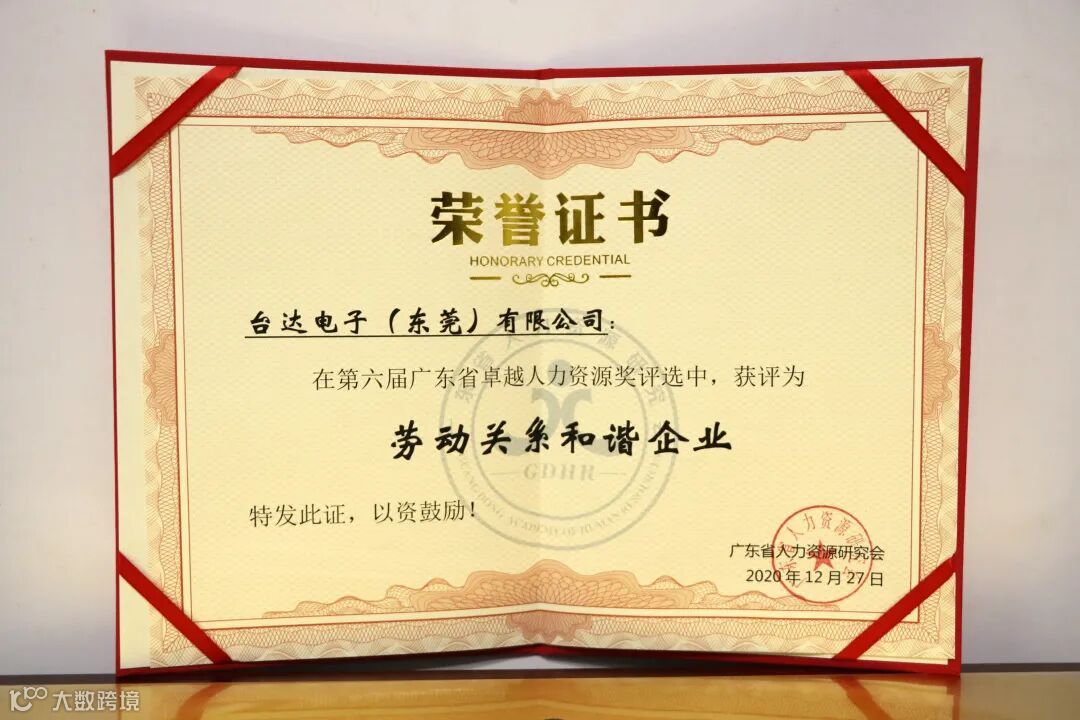 荣誉证书
HONORARY CREDENTIAL
台达电子（东莞）有限公司：
在第六届广东省卓越人力资源奖评选中，获评为
劳动关系和谐企业
GDHR
特发此证，以资鼓励！
广东省人力资源研究会
2020年12月27日
大数跨境